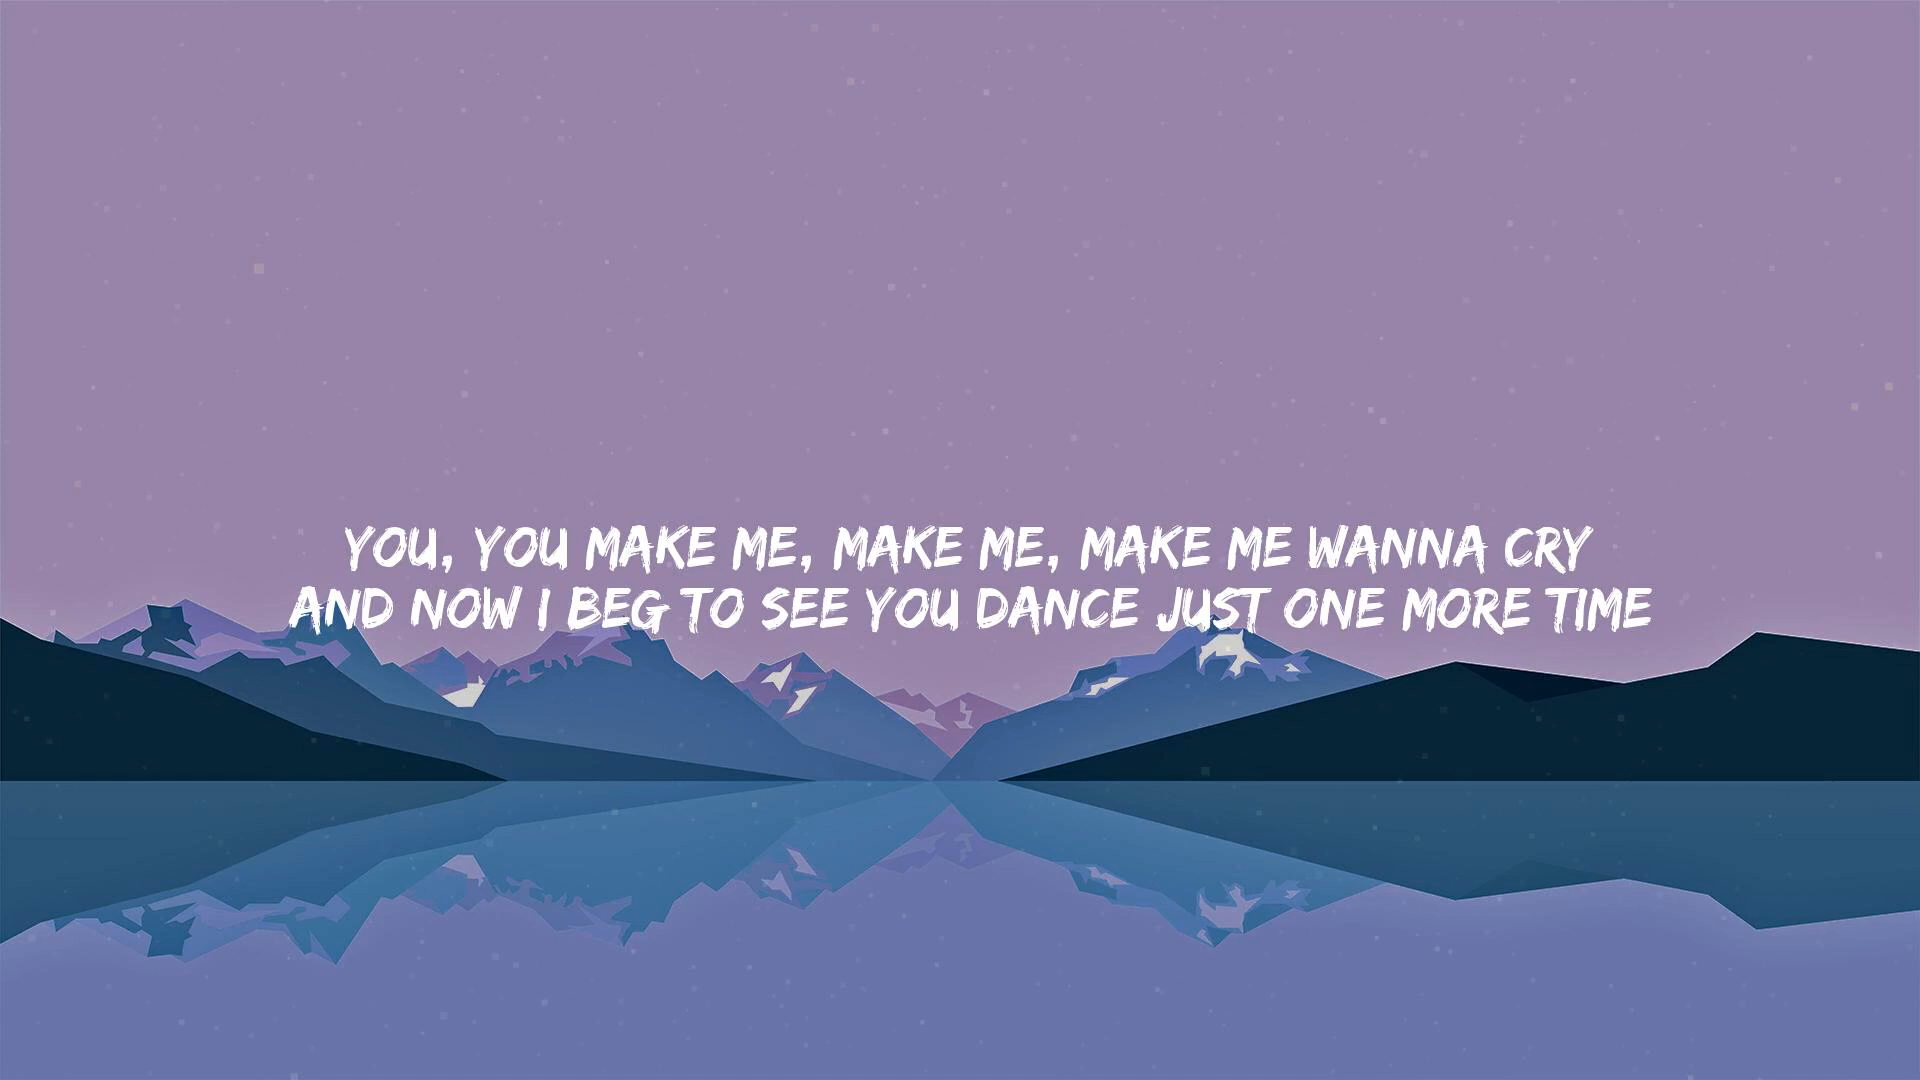 YOU, YOU MAKE ME, MAKE ME, MAKE ME WANNA CRY
AND NOW I BEG TO SEE YOU DANCE JUST ONE MORE TIME